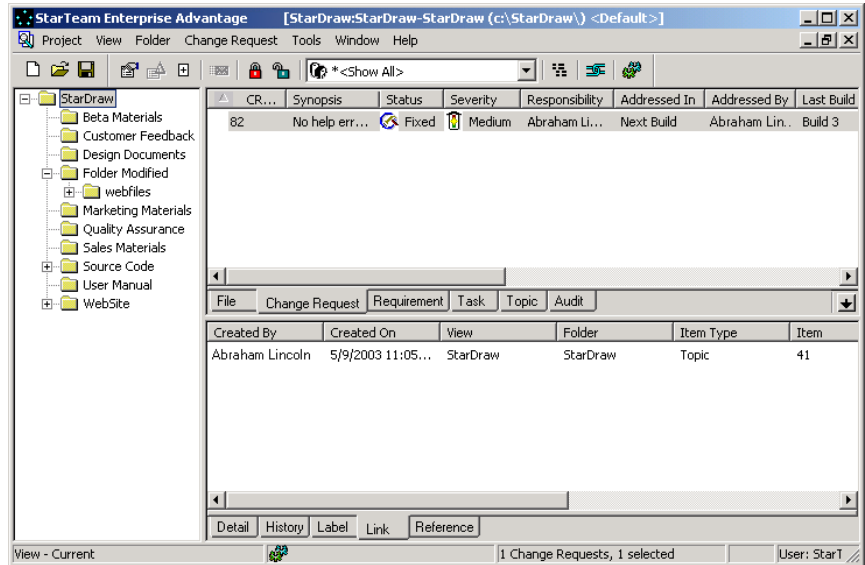 StarTeam Enterprise Advantage [StarDraw:StarDraw-StarDraw (c:\StarDraw\) <Default>]
Project View Folder Change Request Tools Window Help
*<Show All>
StarDraw
Beta Materials
Customer Feedback
Design Documents
Folder Modified
webfiles
Marketing Materials
Quality Assurance
Sales Materials
Source Code
User Manual
WebSite
CR... Synopsis Status Severity Responsibility Addressed In Addressed By Last Build
82 No help err... Fixed Medium Abraham Li... Next Build Abraham Lin.. Build 3
File Change Request Requirement Task Topic Audit
Created By Created On View Folder Item Type Item
Abraham Lincoln 5/9/2003 11:05... StarDraw StarDraw Topic 41
Detail History Label Link Reference
View - Current 1 Change Requests, 1 selected User: StarT